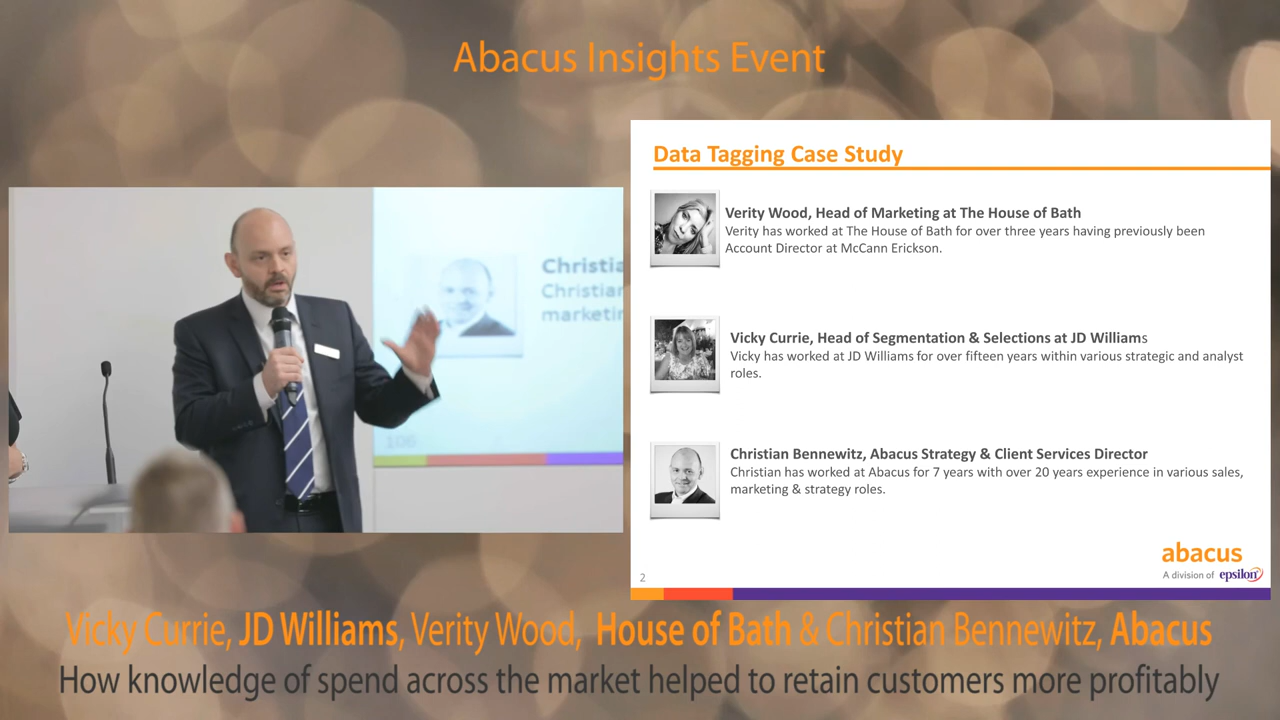 Abacus Insights Event
Data Tagging Case Study
Verity Wood, Head of Marketing at The House of Bath
Verity has worked at The House of Bath for over three years having previously been
Account Director at McCann Erickson.
Vicky Currie, Head of Segmentation & Selections at JD Williams
Vicky has worked at JD Williams for over fifteen years within various strategic and analyst
roles.
Christian Bennewitz, Abacus Strategy & Client Services Director
Christian has worked at Abacus for 7 years with over 20 years experience in various sales,
marketing & strategy roles.
abacus
A division of epsilon
2
Christia
Christian
marketin
106
Vicky Currie, JD Williams, Verity Wood, House of Bath & Christian Bennewitz, Abacus
How knowledge of spend across the market helped to retain customers more profitably